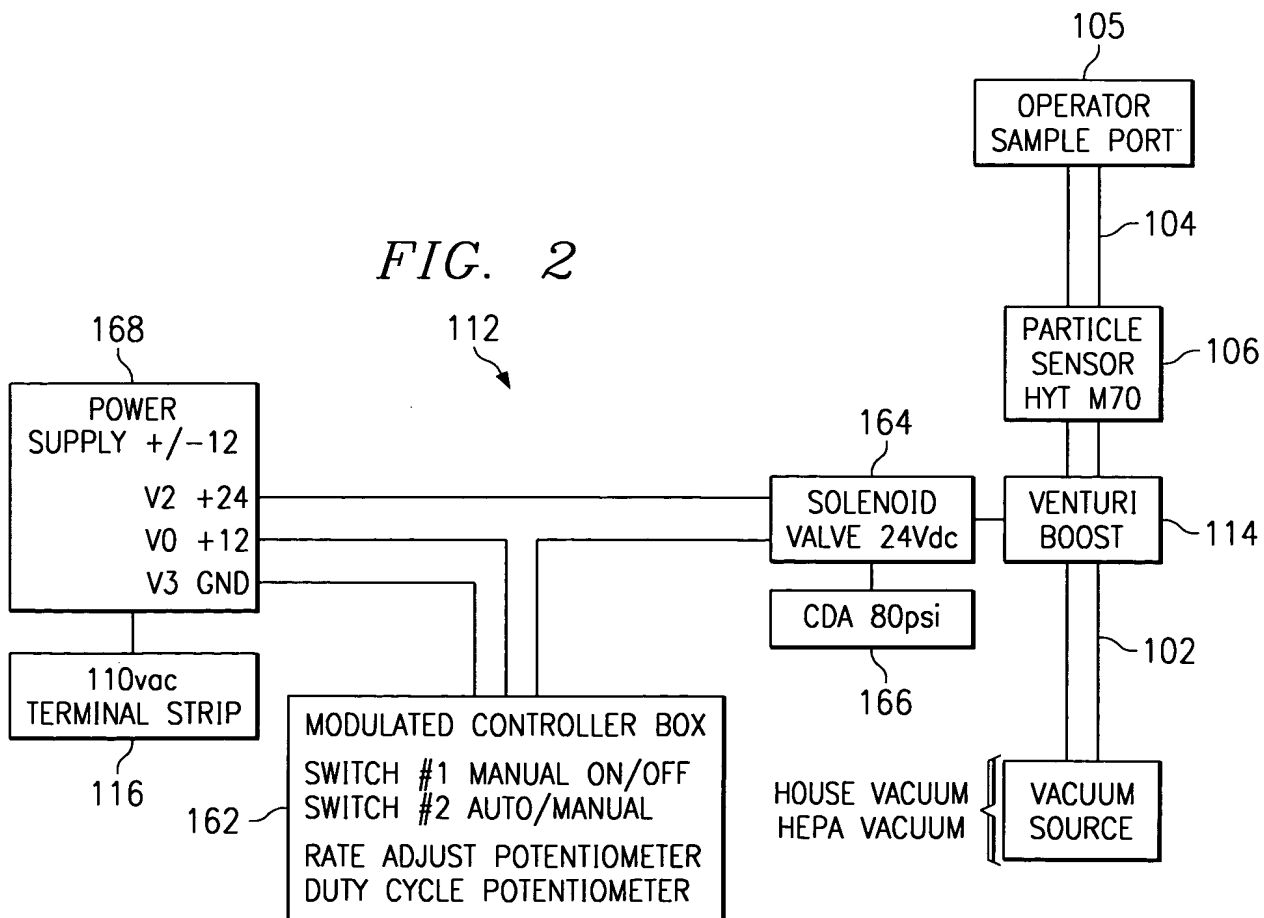 105
OPERATOR
SAMPLE PORT
104
FIG. 2
168
112
PARTICLE
SENSOR
HYT M70
106
POWER
SUPPLY +/-12
164
V2 +24
SOLENOID
VALVE 24Vdc
VENTURI
BOOST
114
V0 +12
V3 GND
CDA 80psi
102
166
110vac
TERMINAL STRIP
116
MODULATED CONTROLLER BOX
SWITCH #1 MANUAL ON/OFF
SWITCH #2 AUTO/MANUAL
162
RATE ADJUST POTENTIOMETER
DUTY CYCLE POTENTIOMETER
HOUSE VACUUM
HEPA VACUUM
VACUUM
SOURCE